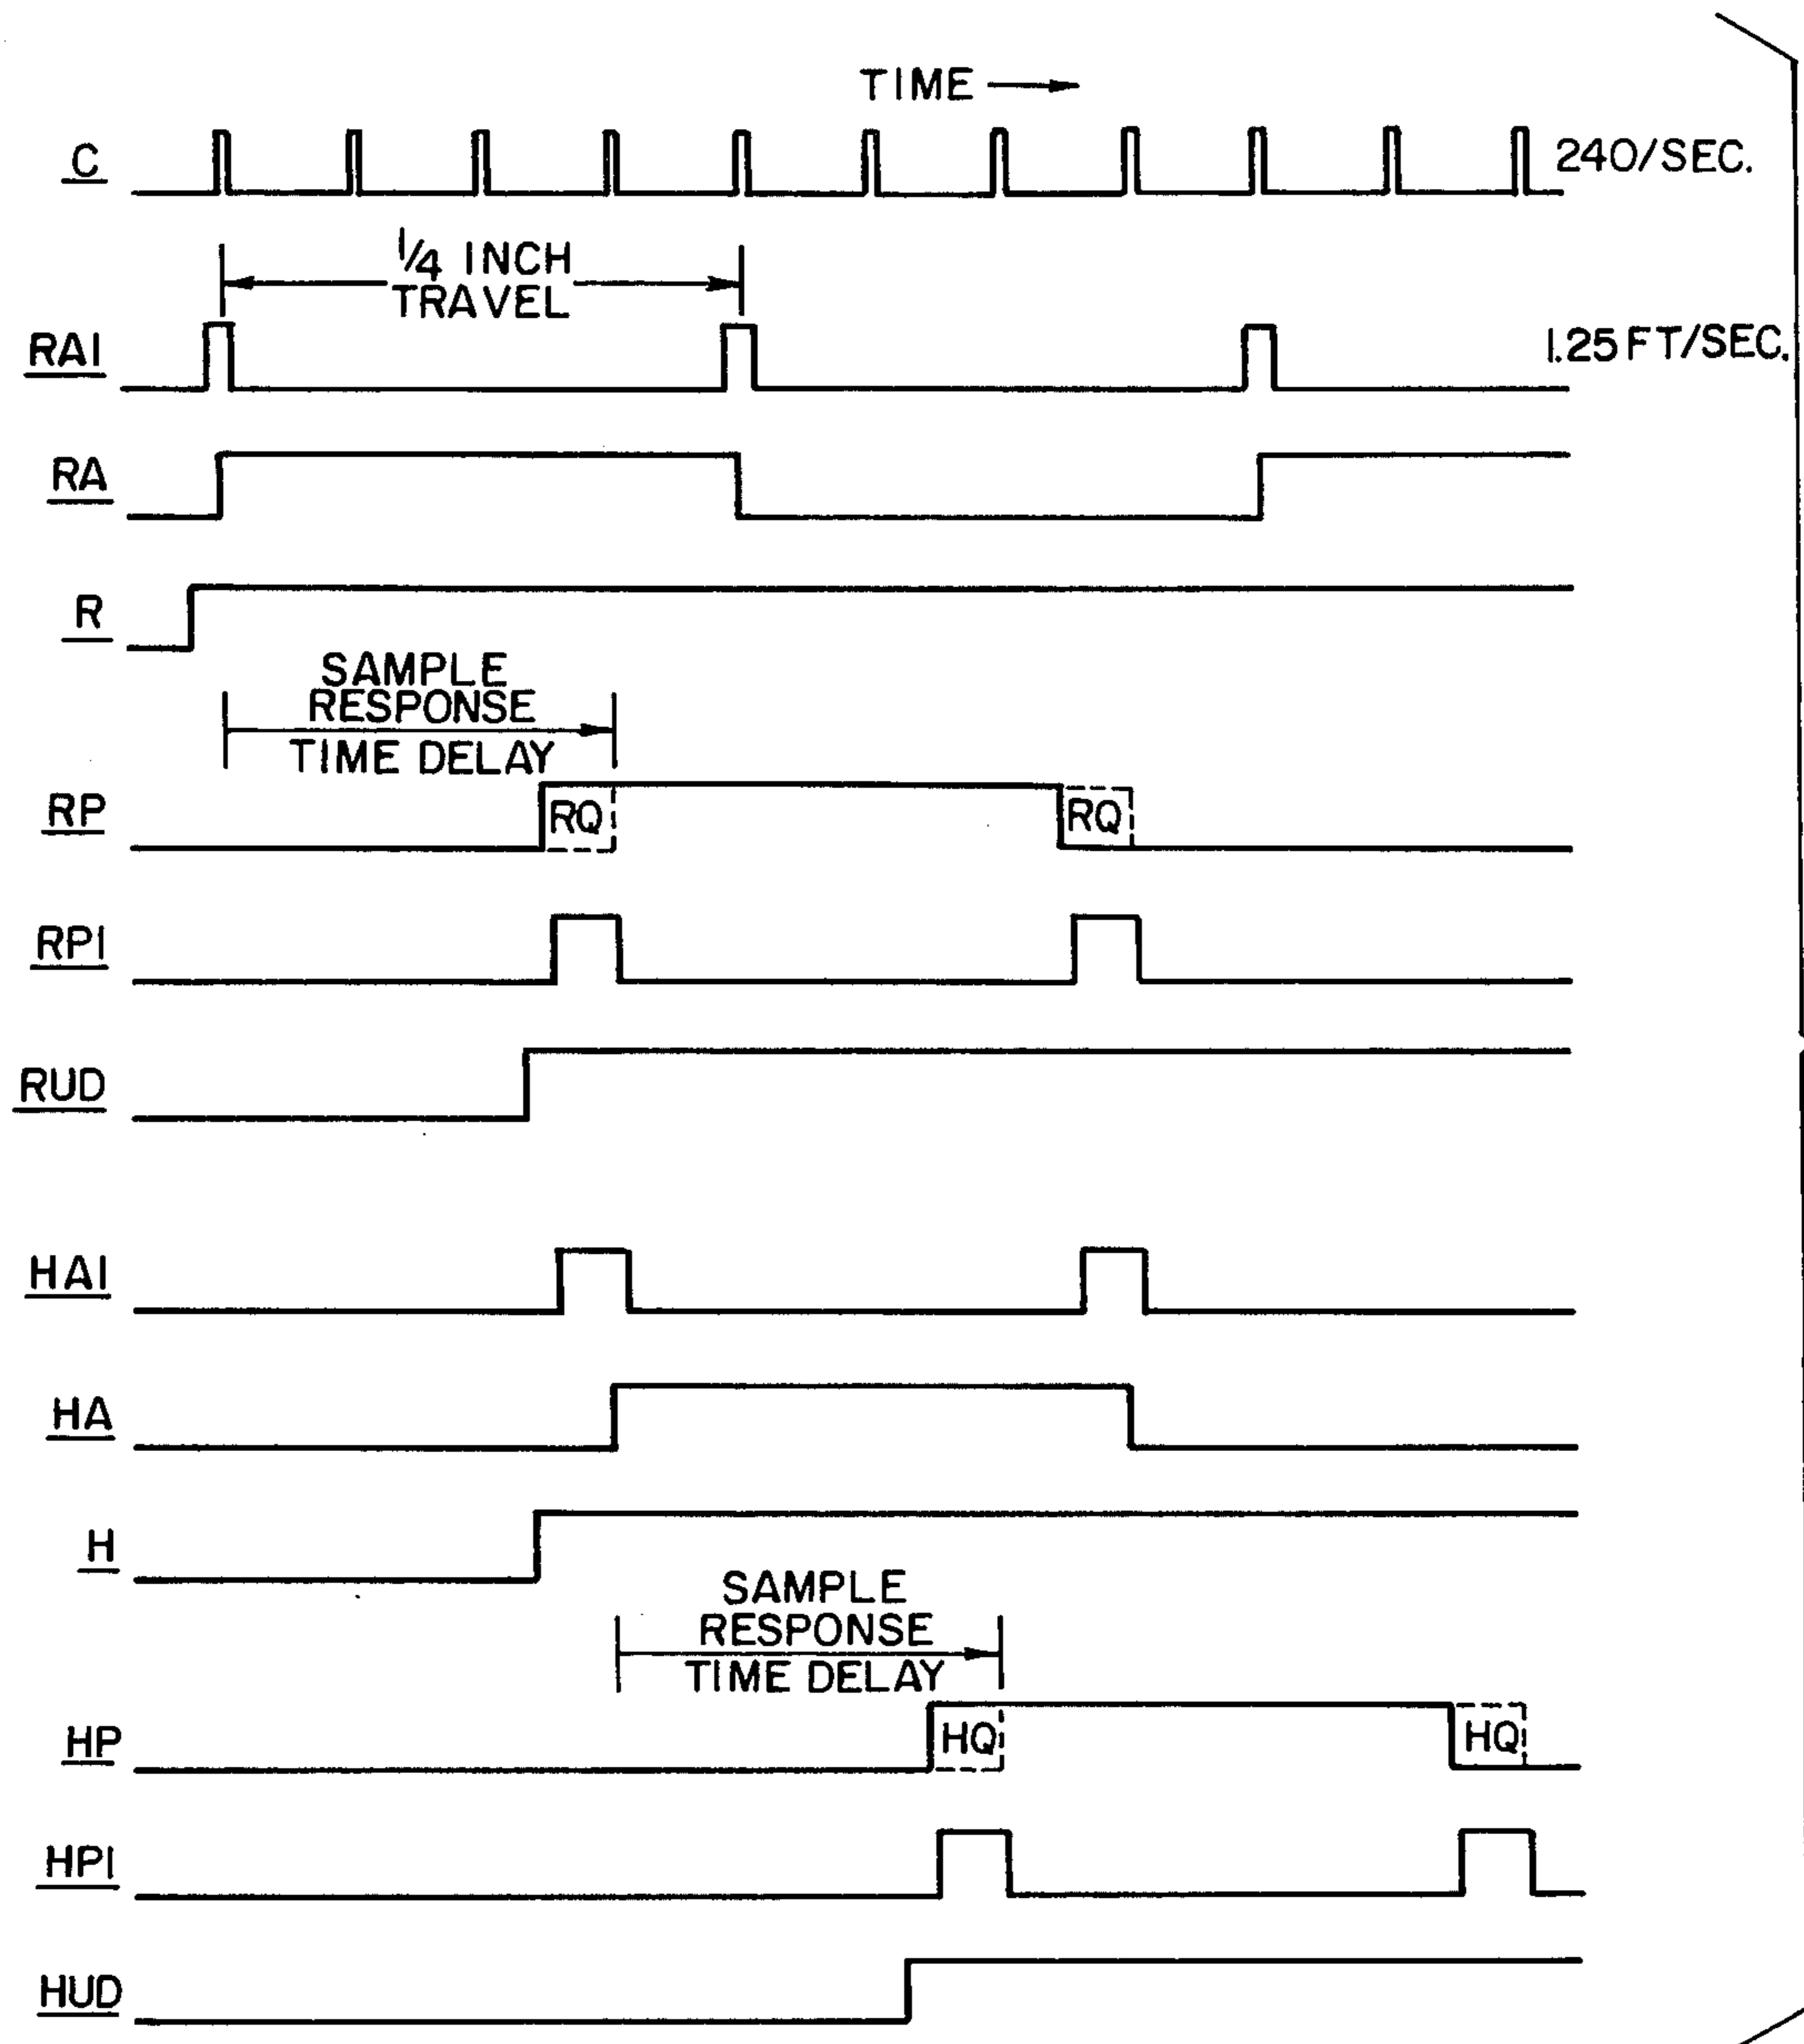 TIME
C
240/SEC.
1/4 INCH
TRAVEL
RAI
1.25 FT/SEC.
RA
R
SAMPLE
RESPONSE
TIME DELAY
RP
RQ
RQ
RPI
RUD
HAI
HA
H
SAMPLE
RESPONSE
TIME DELAY
HP
HQ
HQ
HPI
HUD